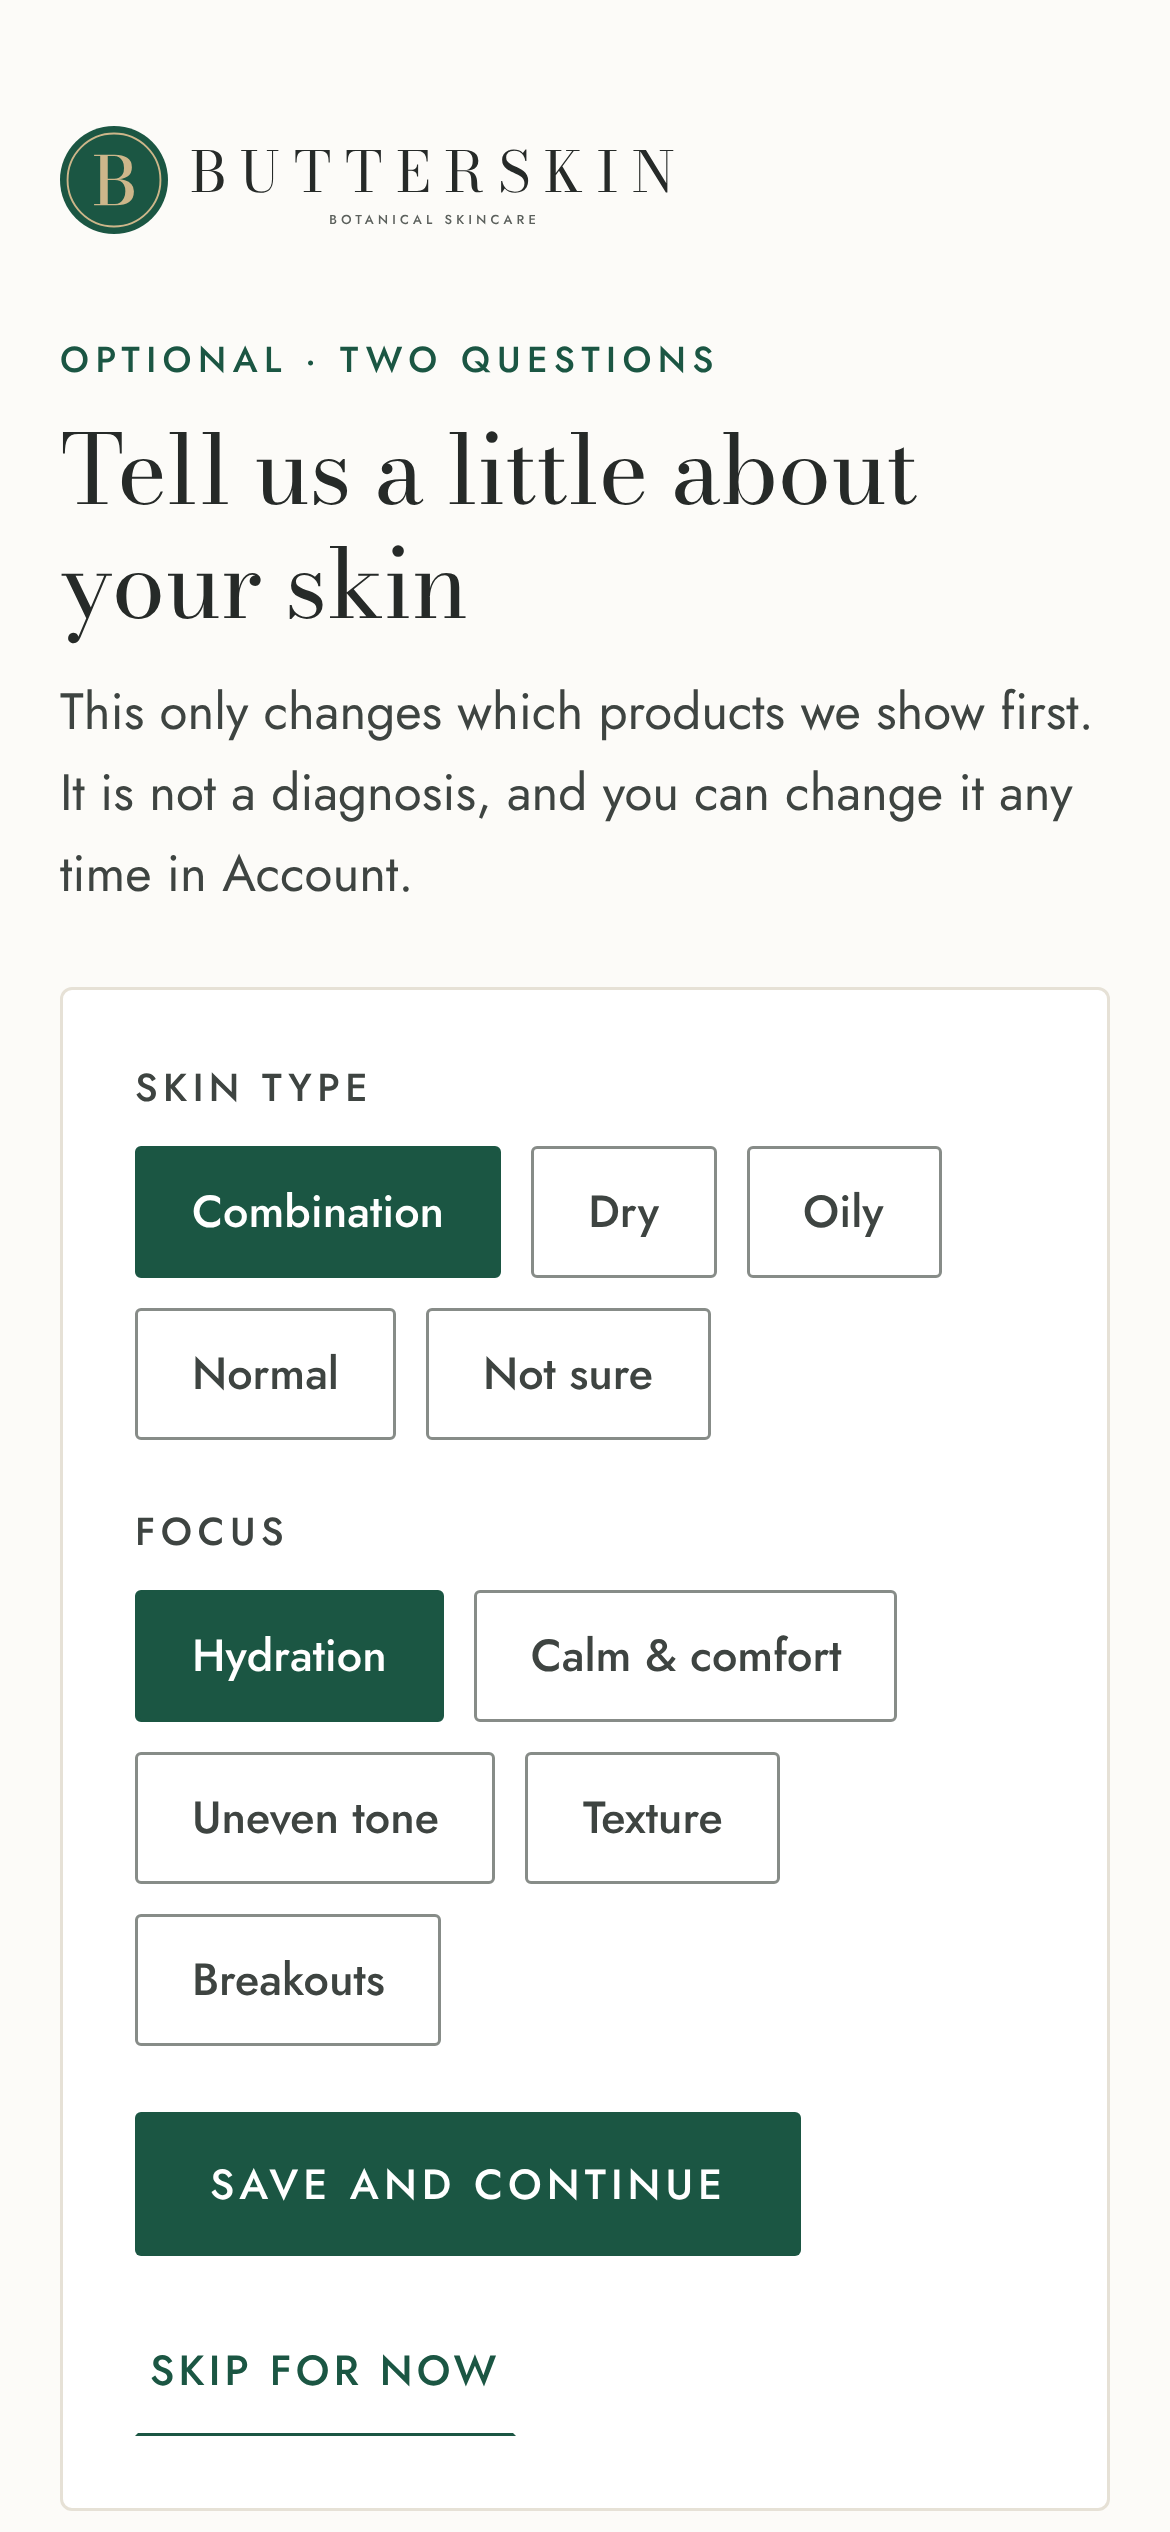 B
BUTTERSKIN
BOTANICAL SKINCARE
OPTIONAL · TWO QUESTIONS
Tell us a little about
your skin
This only changes which products we show first.
It is not a diagnosis, and you can change it any
time in Account.
SKIN TYPE
Combination Dry Oily
Normal Not sure
FOCUS
Hydration Calm & comfort
Uneven tone Texture
Breakouts
SAVE AND CONTINUE
SKIP FOR NOW